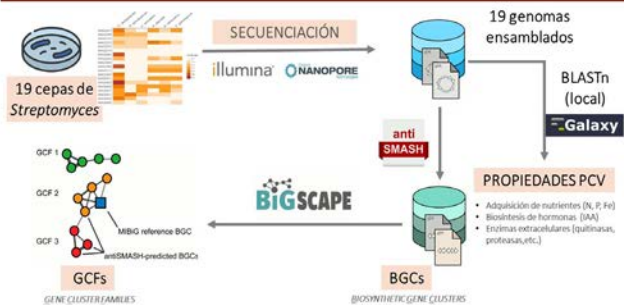 SECUENCIACIÓN
illumina
NANOPORE
19 genomas
ensamblados
19 cepas de
Streptomyces
BLASTn
(local)
Galaxy
anti
SMASH
PROPIEDADES PCV
• Adquisición de nutrientes (N, P, Fe)
• Biosíntesis de hormonas (IAA)
• Enzimas extracelulares (quitinasas,
proteasas,etc.)
BiGSCAPE
GCF 1
GCF 2
GCF 3
MIBiG reference BGC
antiSMASH-predicted BGCs
GCFs
GENE CLUSTER FAMILIES
BGCs
BIOSYNTHETIC GENE CLUSTERS